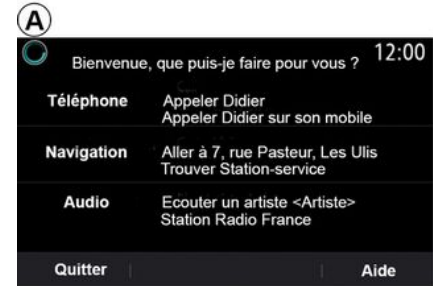 A
Bienvenue, que puis-je faire pour vous ? 12:00
Téléphone Appeler Didier
Appeler Didier sur son mobile
Navigation Aller à 7, rue Pasteur, Les Ulis
Trouver Station-service
Audio Ecouter un artiste <Artiste>
Station Radio France
Quitter Aide